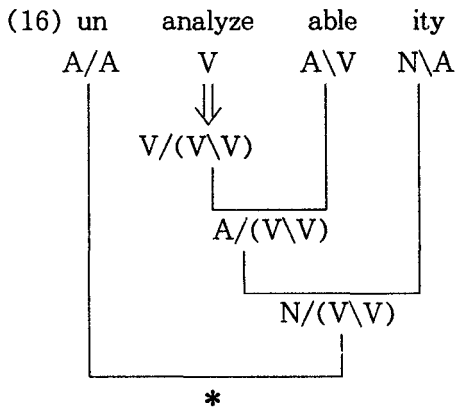 (16) un analyze able ity
A/A V A\V N\A
⇓
V/(V\V)
A/(V\V)
N/(V\V)
*